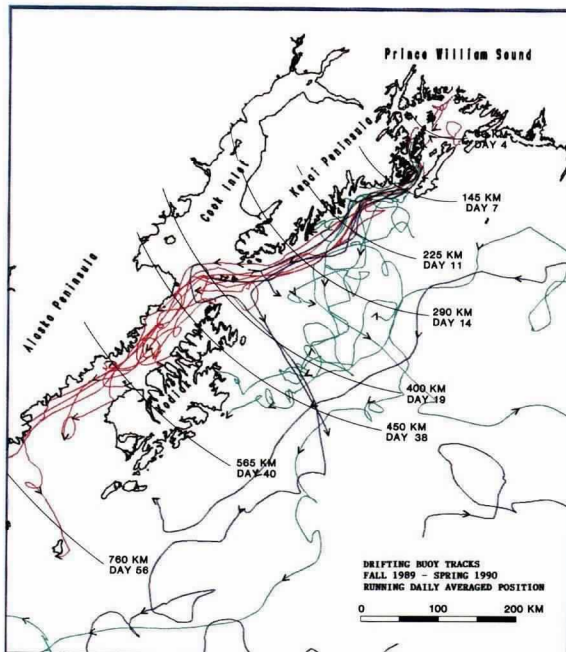 Prince William Sound
KM
DAY 4
Kenai Peninsula
Cook Inlet
145 KM
DAY 7
225 KM
DAY 11
Alaska Peninsula
290 KM
DAY 14
400 KM
DAY 19
Kodiak
450 KM
DAY 38
565 KM
DAY 40
760 KM
DAY 56
DRIFTING BUOY TRACKS
FALL 1989 - SPRING 1990
RUNNING DAILY AVERAGED POSITION
0 100 200 KM